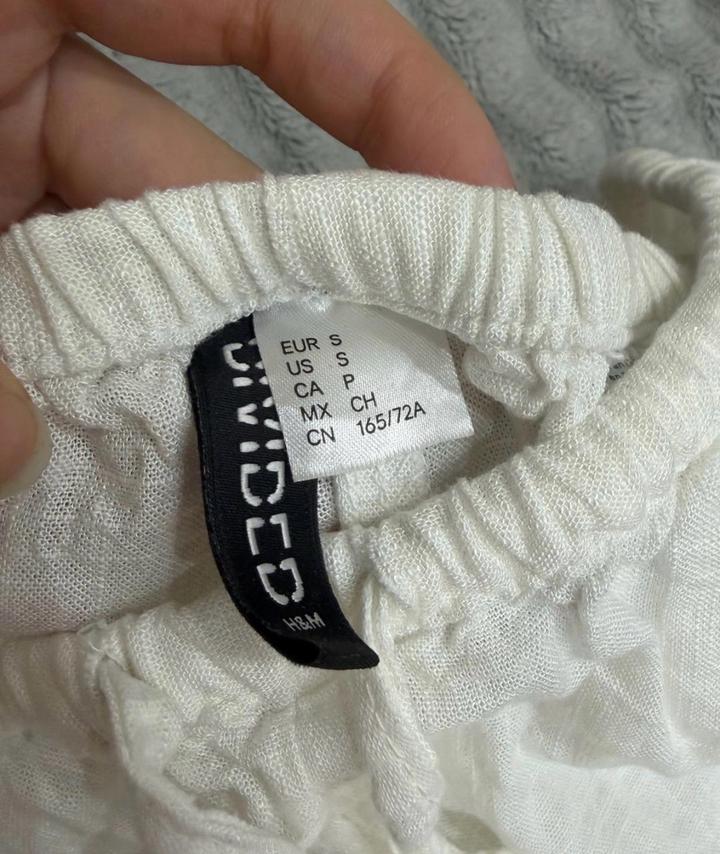 EUR S
US S
CA P
MX CH
CN 165/72A
DIVIDED
H&M